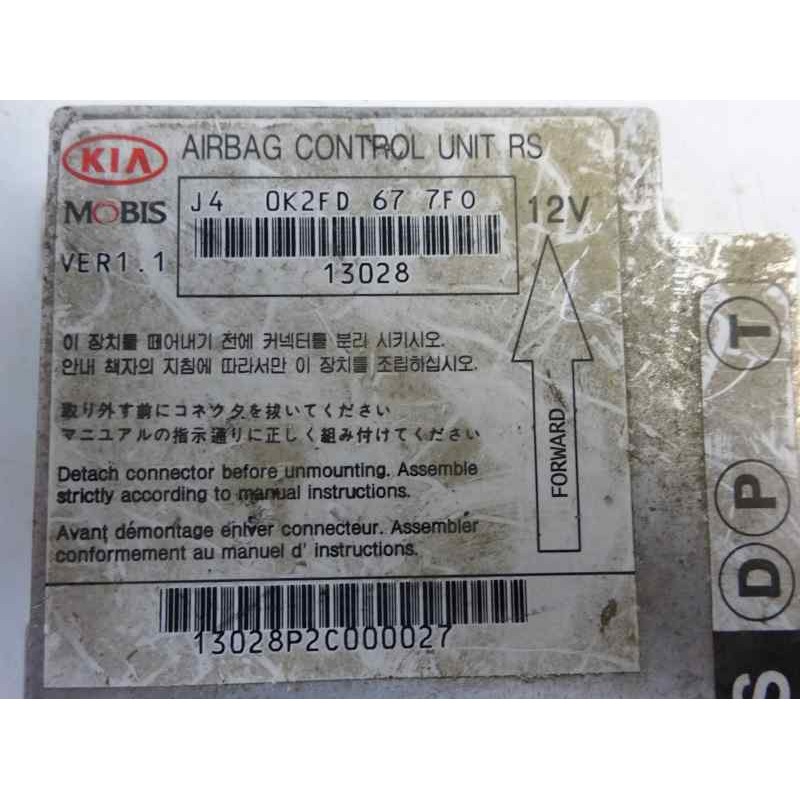 KIA AIRBAG CONTROL UNIT RS
MOBIS J4 0K2FD 67 7F0 12V
VER1.1 13028
이 장치를 떼어내기 전에 커넥터를 분리 시키시오.
안내 책자의 지침에 따라서만 이 장치를 조립하십시오.
取り外す前にコネクタを抜いてください
マニュアルの指示通りに正しく組み付けてください
Detach connector before unmounting. Assemble
strictly according to manual instructions.
Avant démontage enlver connecteur. Assembler
conformement au manuel d' instructions.
13028P2C000027
FORWARD
T
P
D
S